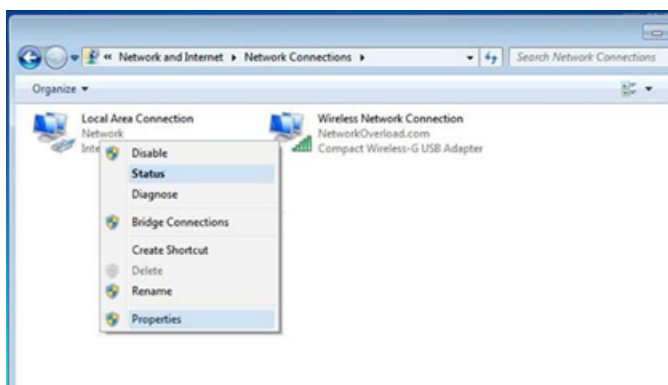 « Network and Internet ▸ Network Connections ▸
Search Network Connections
Organize
Local Area Connection
Network
Inte
Wireless Network Connection
NetworkOverload.com
Compact Wireless-G USB Adapter
Disable
Status
Diagnose
Bridge Connections
Create Shortcut
Delete
Rename
Properties